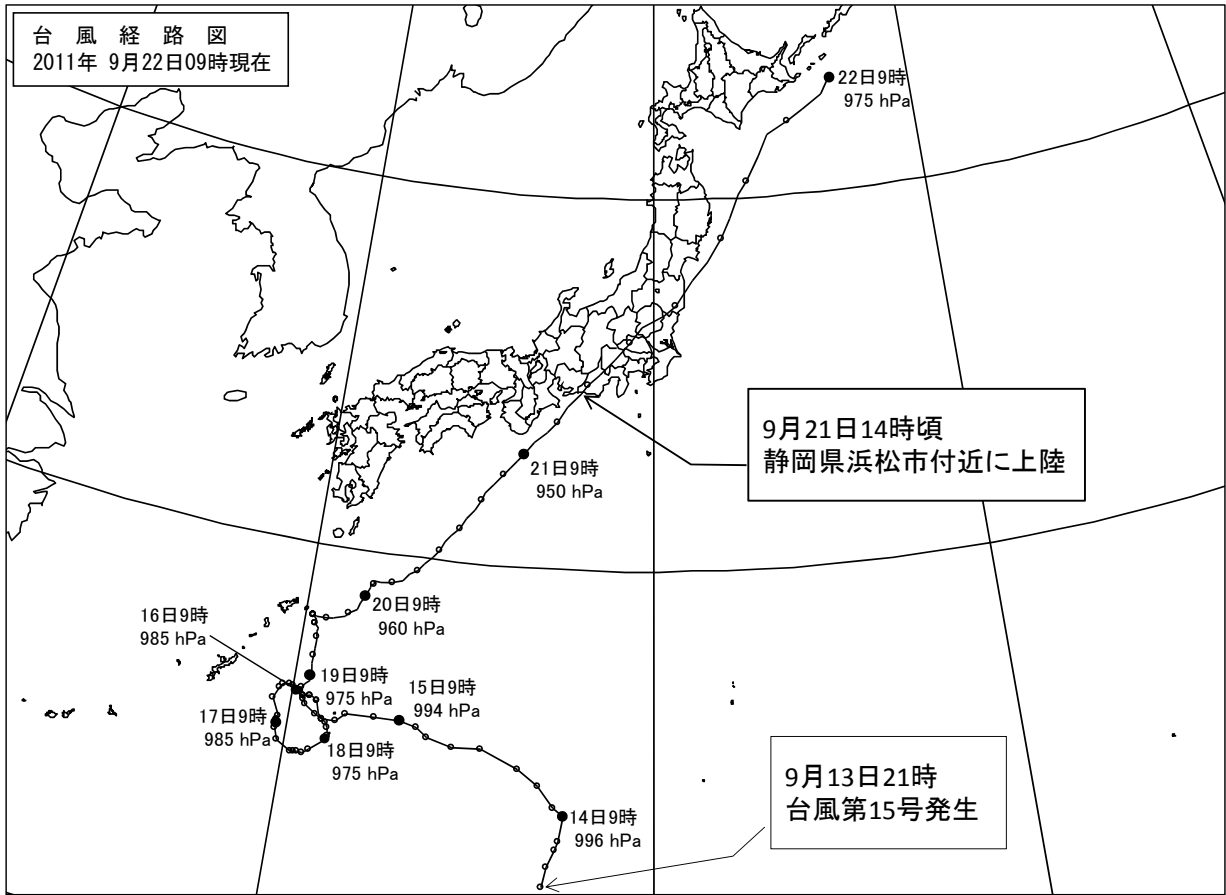 台 風 経 路 図
2011年 9月22日09時現在
22日9時
975 hPa
9月21日14時頃
静岡県浜松市付近に上陸
21日9時
950 hPa
20日9時
960 hPa
16日9時
985 hPa
19日9時
975 hPa
15日9時
994 hPa
17日9時
985 hPa
18日9時
975 hPa
9月13日21時
台風第15号発生
14日9時
996 hPa